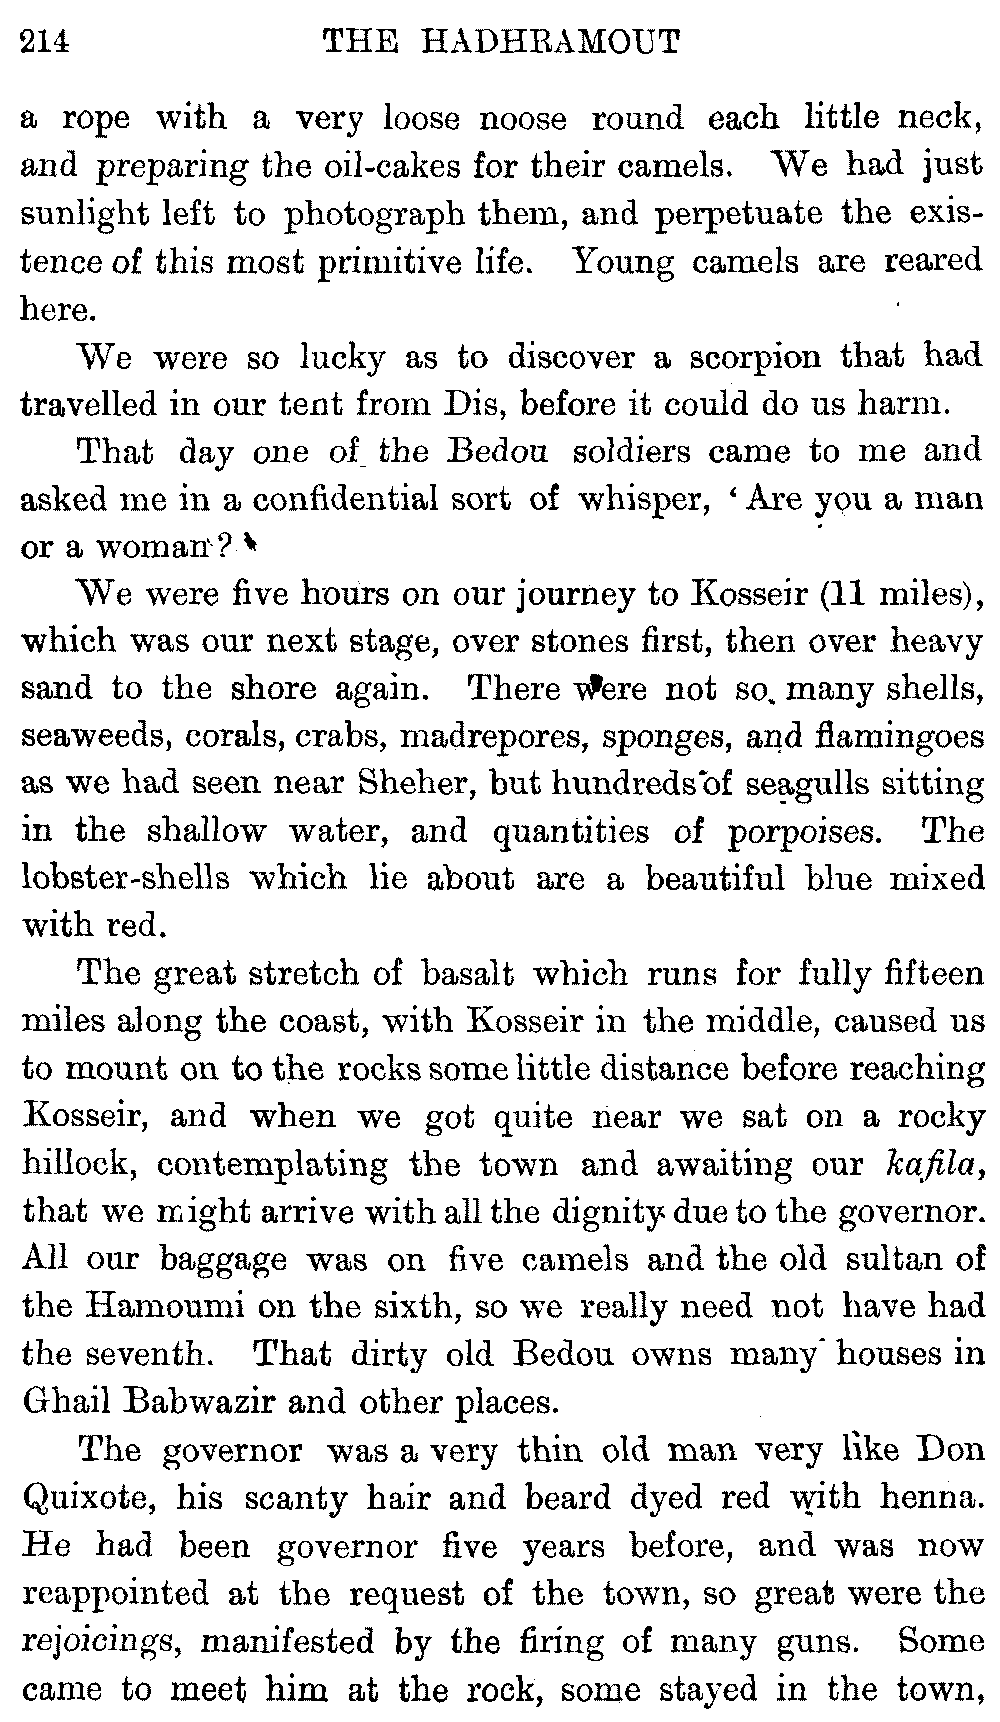 214 THE HADHRAMOUT
a rope with a very loose noose round each little neck,
and preparing the oil-cakes for their camels. We had just
sunlight left to photograph them, and perpetuate the exis-
tence of this most primitive life. Young camels are reared
here.
We were so lucky as to discover a scorpion that had
travelled in our tent from Dis, before it could do us harm.
That day one of the Bedou soldiers came to me and
asked me in a confidential sort of whisper, ‘Are you a man
or a woman?’
We were five hours on our journey to Kosseir (11 miles),
which was our next stage, over stones first, then over heavy
sand to the shore again. There were not so many shells,
seaweeds, corals, crabs, madrepores, sponges, and flamingoes
as we had seen near Sheher, but hundreds of seagulls sitting
in the shallow water, and quantities of porpoises. The
lobster-shells which lie about are a beautiful blue mixed
with red.
The great stretch of basalt which runs for fully fifteen
miles along the coast, with Kosseir in the middle, caused us
to mount on to the rocks some little distance before reaching
Kosseir, and when we got quite near we sat on a rocky
hillock, contemplating the town and awaiting our kafila,
that we might arrive with all the dignity due to the governor.
All our baggage was on five camels and the old sultan of
the Hamoumi on the sixth, so we really need not have had
the seventh. That dirty old Bedou owns many houses in
Ghail Babwazir and other places.
The governor was a very thin old man very like Don
Quixote, his scanty hair and beard dyed red with henna.
He had been governor five years before, and was now
reappointed at the request of the town, so great were the
rejoicings, manifested by the firing of many guns. Some
came to meet him at the rock, some stayed in the town,